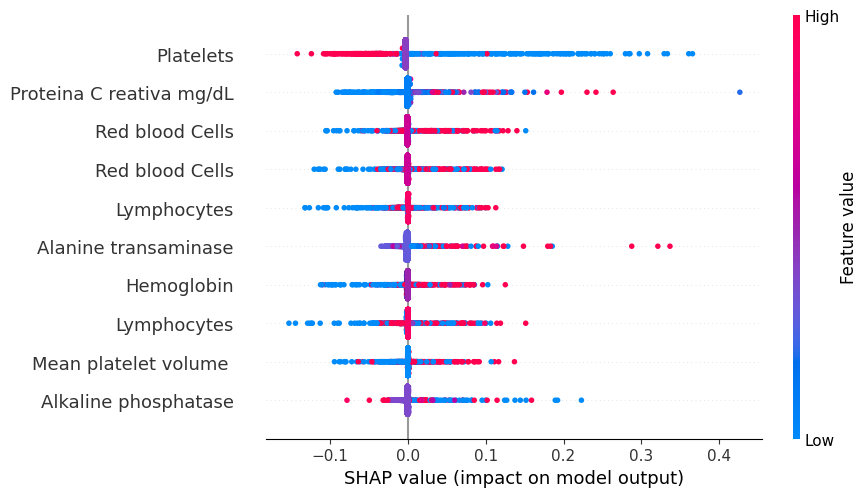 High
Platelets
Proteina C reativa mg/dL
Red blood Cells
Red blood Cells
Lymphocytes
Alanine transaminase
Hemoglobin
Lymphocytes
Mean platelet volume
Alkaline phosphatase
Feature value
Low
−0.1 0.0 0.1 0.2 0.3 0.4
SHAP value (impact on model output)